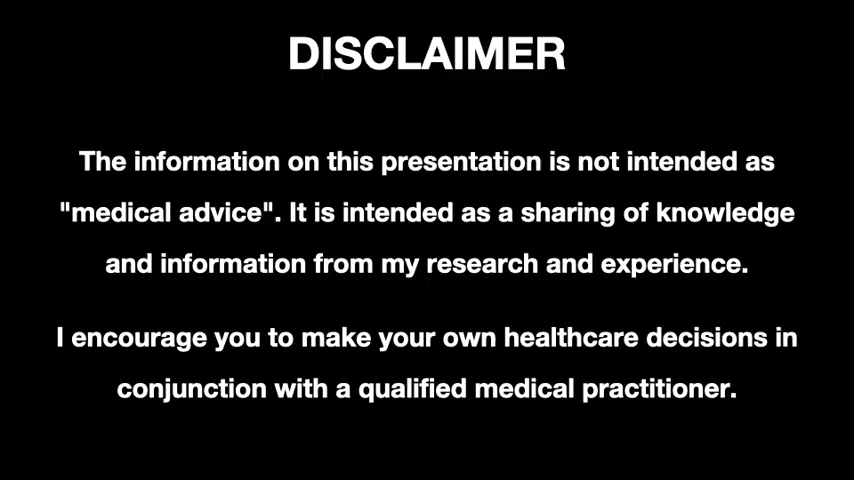 DISCLAIMER
The information on this presentation is not intended as
"medical advice". It is intended as a sharing of knowledge
and information from my research and experience.
I encourage you to make your own healthcare decisions in
conjunction with a qualified medical practitioner.